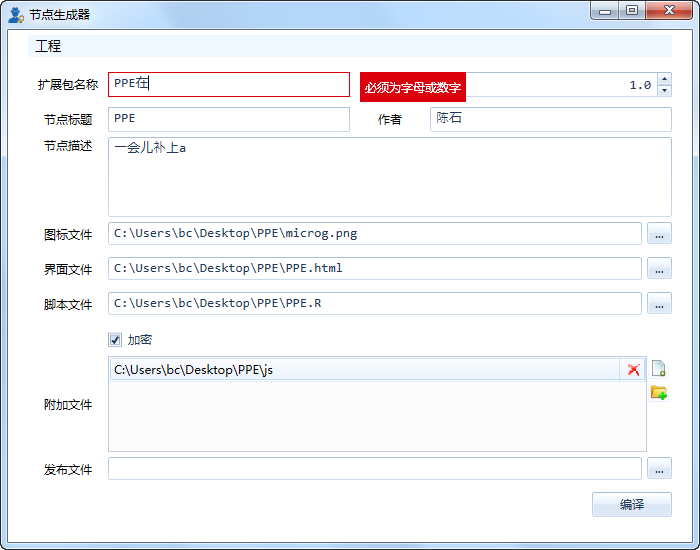 节点生成器
工程
扩展包名称 PPE在 必须为字母或数字 1.0
节点标题 PPE 作者 陈石
节点描述 一会儿补上a
图标文件 C:\Users\bc\Desktop\PPE\microg.png ...
界面文件 C:\Users\bc\Desktop\PPE\PPE.html ...
脚本文件 C:\Users\bc\Desktop\PPE\PPE.R ...
加密
C:\Users\bc\Desktop\PPE\js
附加文件
发布文件 ...
编译